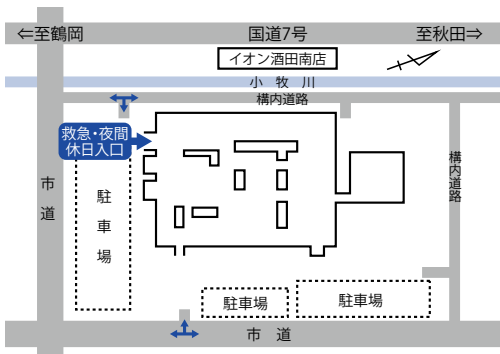 ⇐至鶴岡 国道7号 至秋田⇒
イオン酒田南店
小牧川
構内道路
救急・夜間
休日入口
市道
駐車場
構内道路
駐車場
駐車場
市道